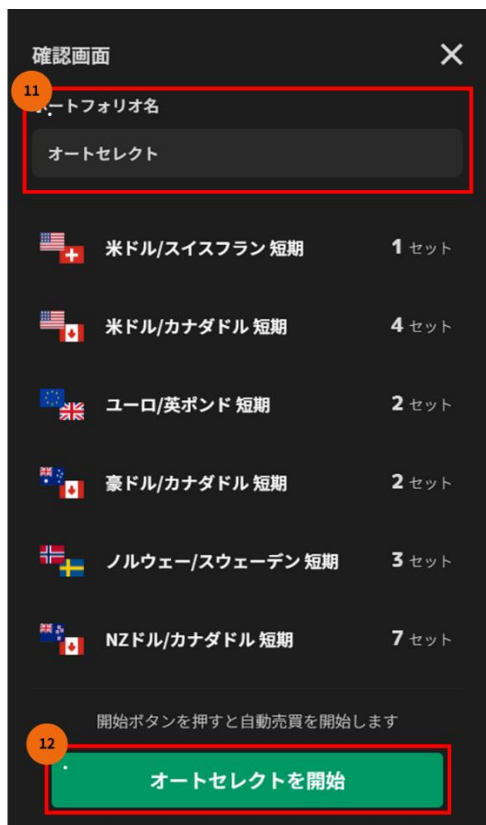 確認画面
11
ポートフォリオ名
オートセレクト
米ドル/スイスフラン 短期 1 セット
米ドル/カナダドル 短期 4 セット
ユーロ/英ポンド 短期 2 セット
豪ドル/カナダドル 短期 2 セット
ノルウェー/スウェーデン 短期 3 セット
NZドル/カナダドル 短期 7 セット
開始ボタンを押すと自動売買を開始します
12
オートセレクトを開始